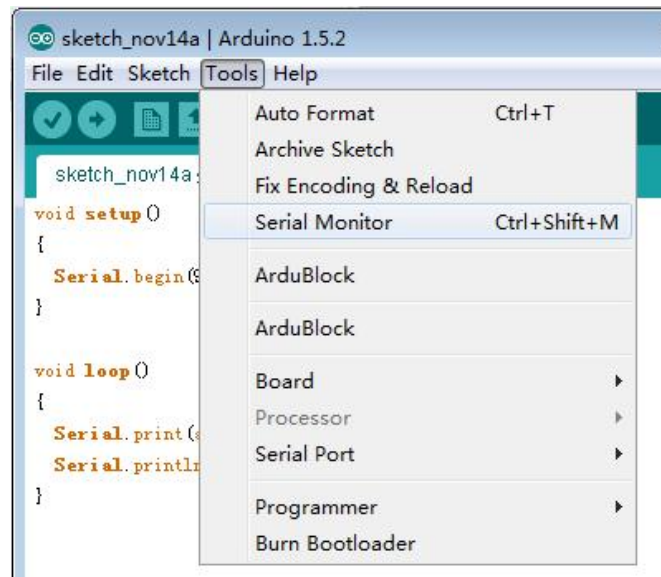 sketch_nov14a | Arduino 1.5.2
File Edit Sketch Tools Help
sketch_nov14a
Auto Format Ctrl+T
Archive Sketch
Fix Encoding & Reload
Serial Monitor Ctrl+Shift+M
ArduBlock
ArduBlock
Board
Processor
Serial Port
Programmer
Burn Bootloader
void setup()
{
Serial.begin(9
}
void loop()
{
Serial.print(
Serial.println
}